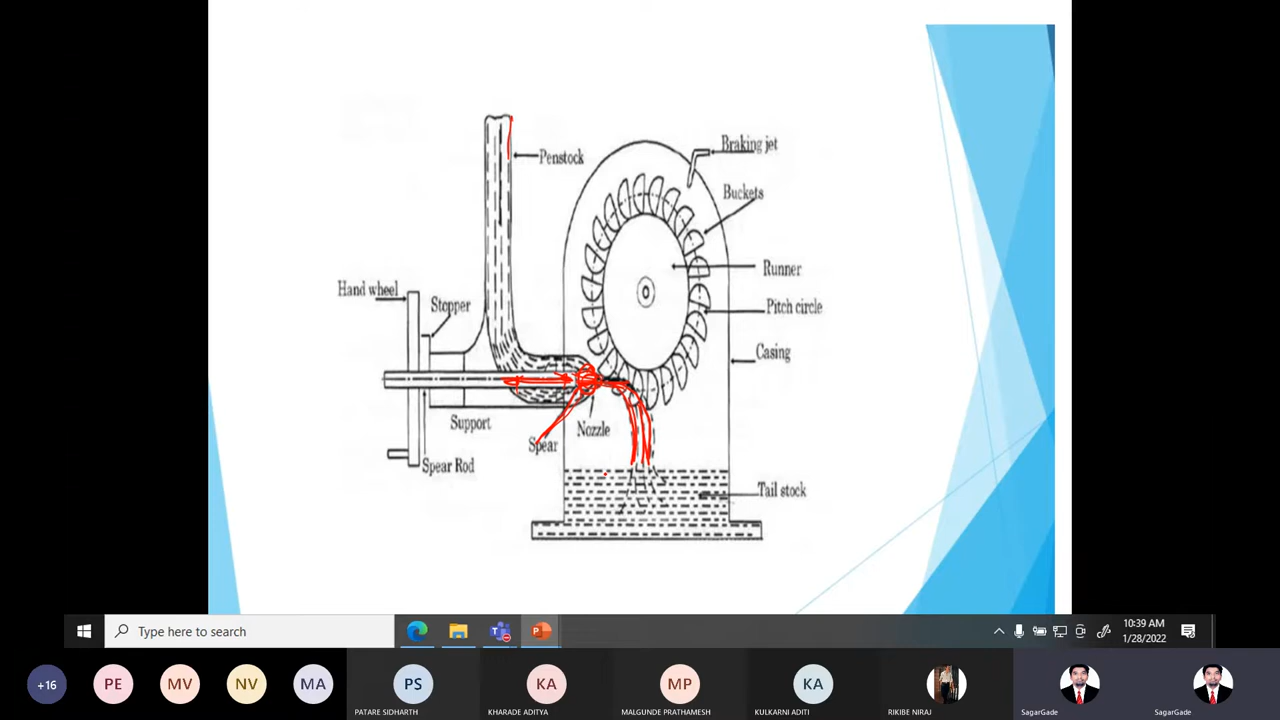 Braking jet
Penstock
Buckets
Runner
Hand wheel
Stopper
Pitch circle
Casing
Support
Nozzle
Spear
Spear Rod
Tail stock
Type here to search
10:39 AM
1/28/2022
+16
PE
MV
NV
MA
PS
KA
MP
KA
PATARE SIDHARTH
KHARADE ADITYA
MALGUNDE PRATHAMESH
KULKARNI ADITI
RIKIBE NIRAJ
SagarGade
SagarGade